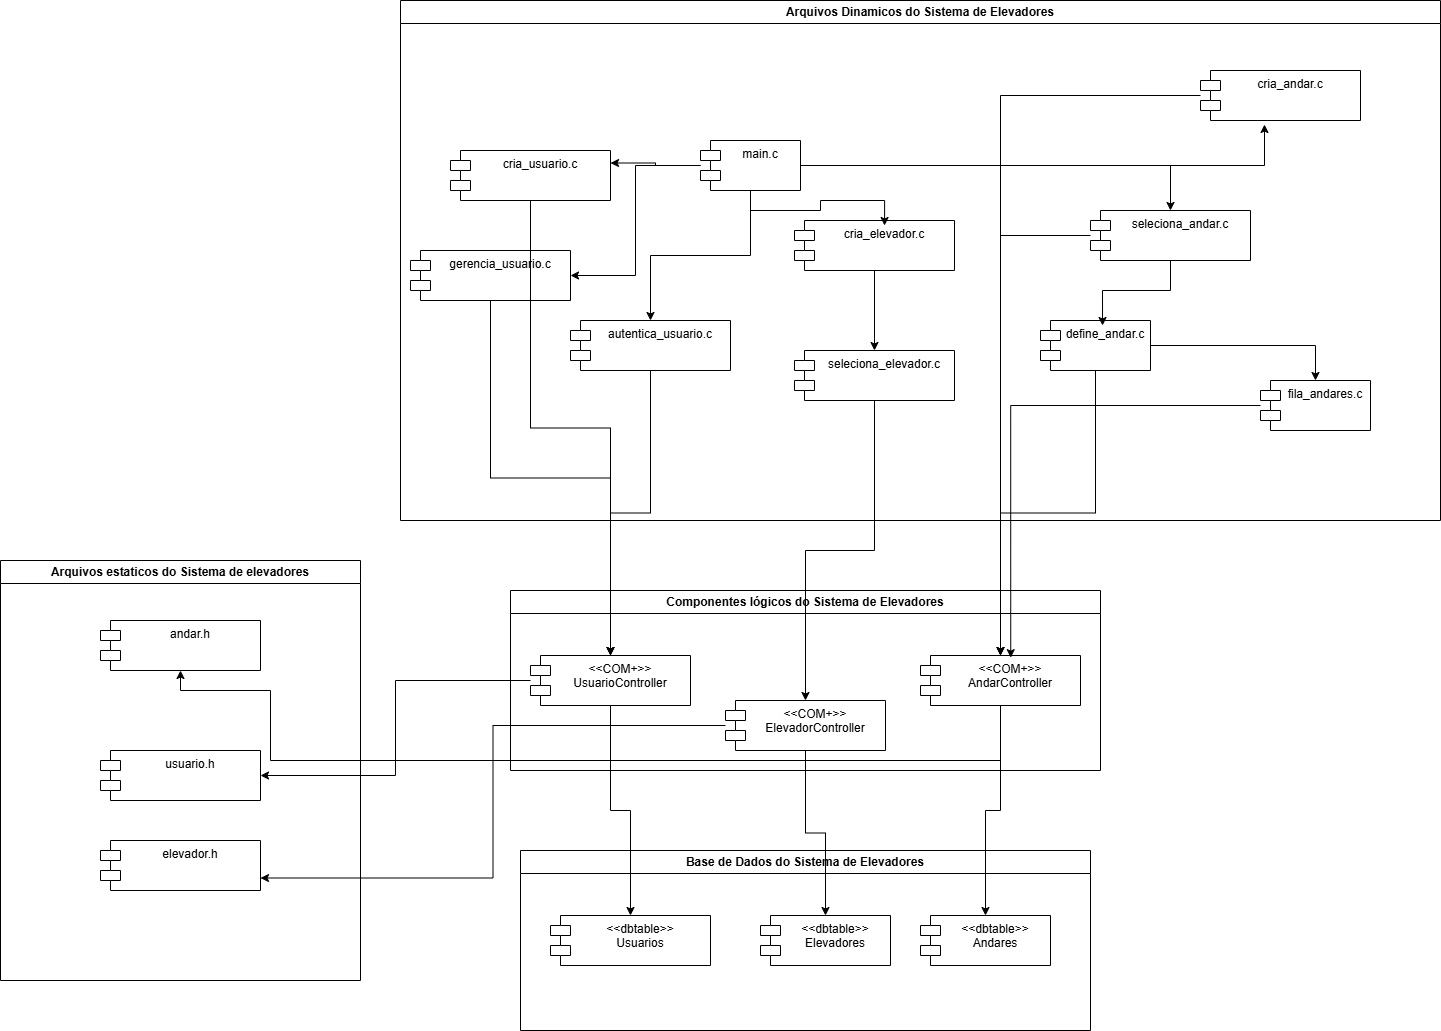 Arquivos Dinamicos do Sistema de Elevadores
cria_andar.c
main.c
cria_usuario.c
seleciona_andar.c
cria_elevador.c
gerencia_usuario.c
autentica_usuario.c
define_andar.c
seleciona_elevador.c
fila_andares.c
Arquivos estaticos do Sistema de elevadores
andar.h
usuario.h
elevador.h
Componentes lógicos do Sistema de Elevadores
<<COM+>>
UsuarioController
<<COM+>>
ElevadorController
<<COM+>>
AndarController
Base de Dados do Sistema de Elevadores
<<dbtable>>
Usuarios
<<dbtable>>
Elevadores
<<dbtable>>
Andares